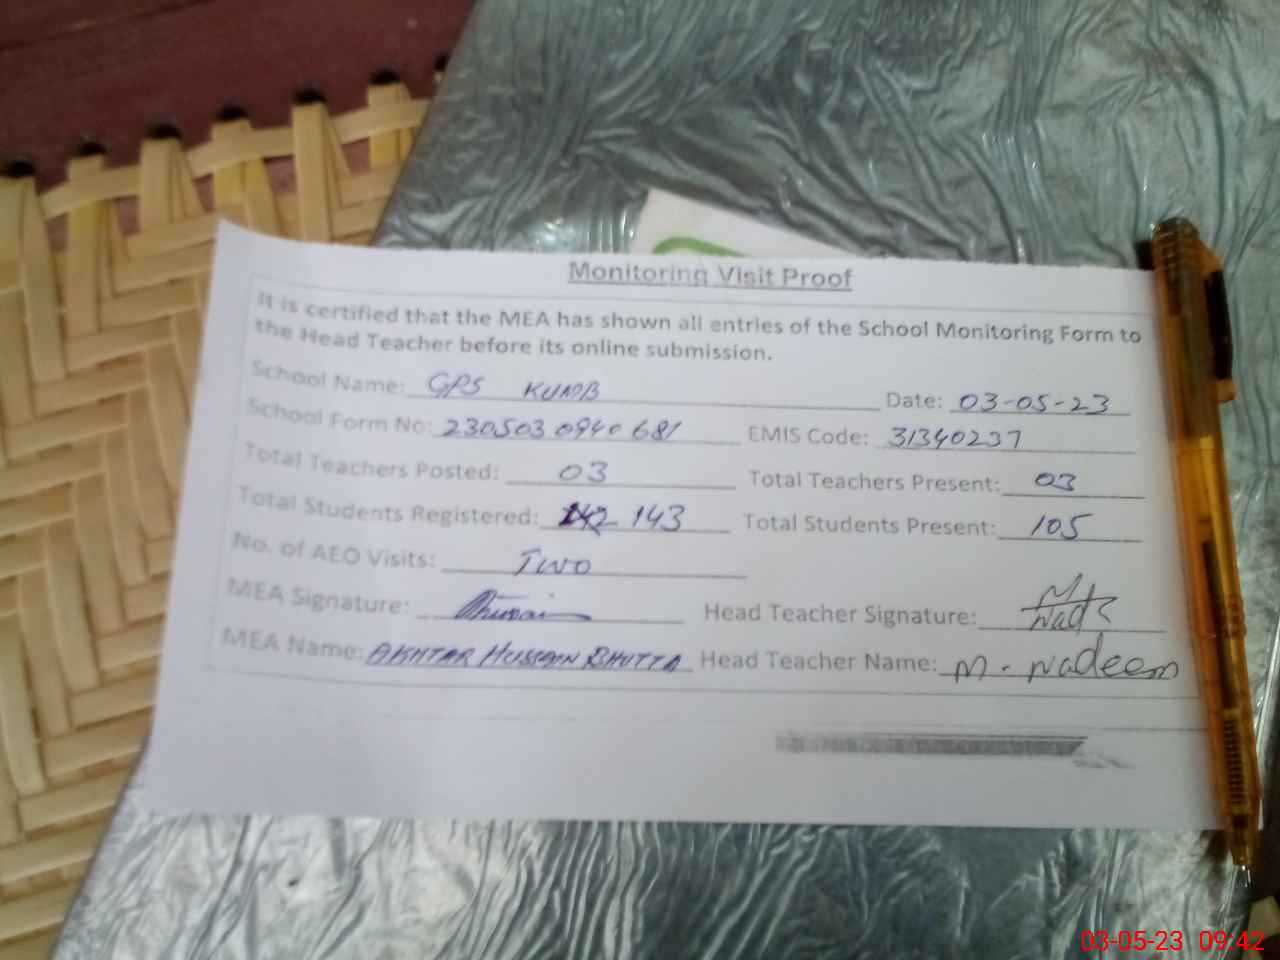 Monitoring Visit Proof
It is certified that the MEA has shown all entries of the School Monitoring Form to
the Head Teacher before its online submission.
School Name: GPS KUMB Date: 03-05-23
School Form No: 2305030940681 EMIS Code: 31340237
Total Teachers Posted: 03 Total Teachers Present: 03
Total Students Registered: 143 Total Students Present: 105
No. of AEO Visits: Two
MEA Signature: Head Teacher Signature:
MEA Name: AKHTAR HUSSAIN BHUTTA Head Teacher Name: M. Nadeem
03-05-23 09:42